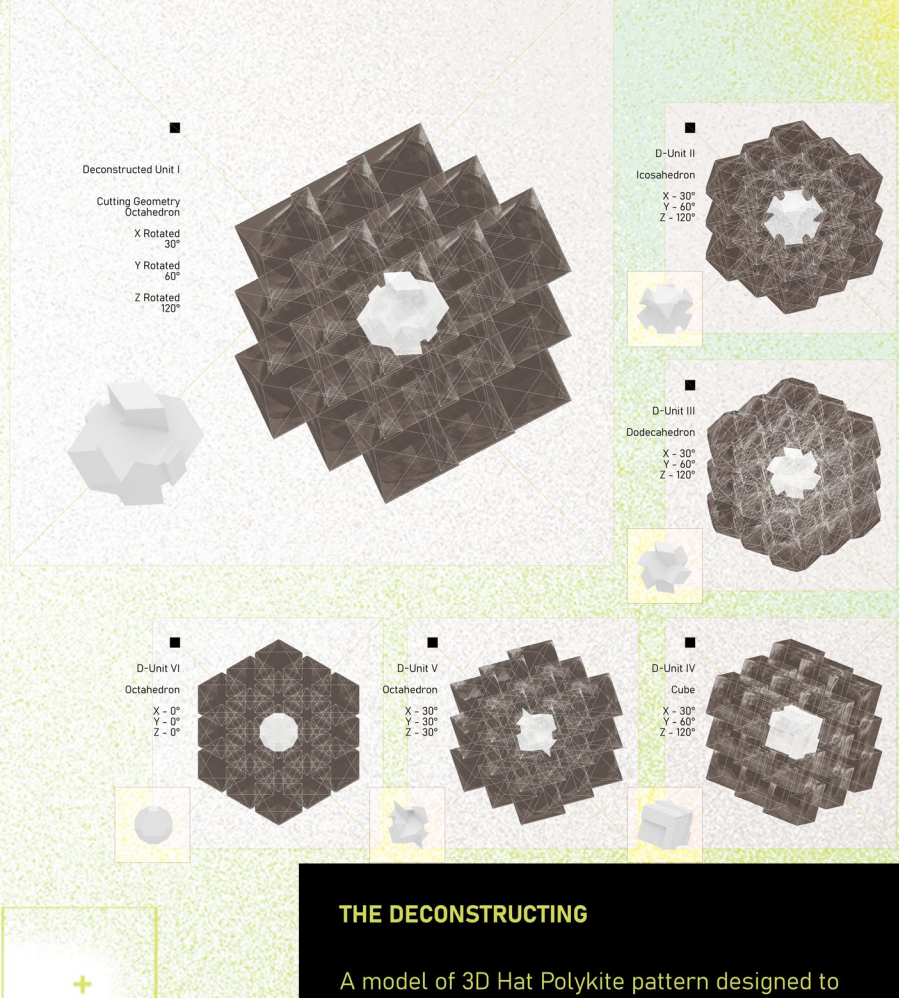 Deconstructed Unit I
Cutting Geometry
Octahedron
X Rotated
30°
Y Rotated
60°
Z Rotated
120°
D-Unit II
Icosahedron
X - 30°
Y - 60°
Z - 120°
D-Unit III
Dodecahedron
X - 30°
Y - 60°
Z - 120°
D-Unit VI
Octahedron
X - 0°
Y - 0°
Z - 0°
D-Unit V
Octahedron
X - 30°
Y - 30°
Z - 30°
D-Unit IV
Cube
X - 30°
Y - 60°
Z - 120°
THE DECONSTRUCTING
A model of 3D Hat Polykite pattern designed to